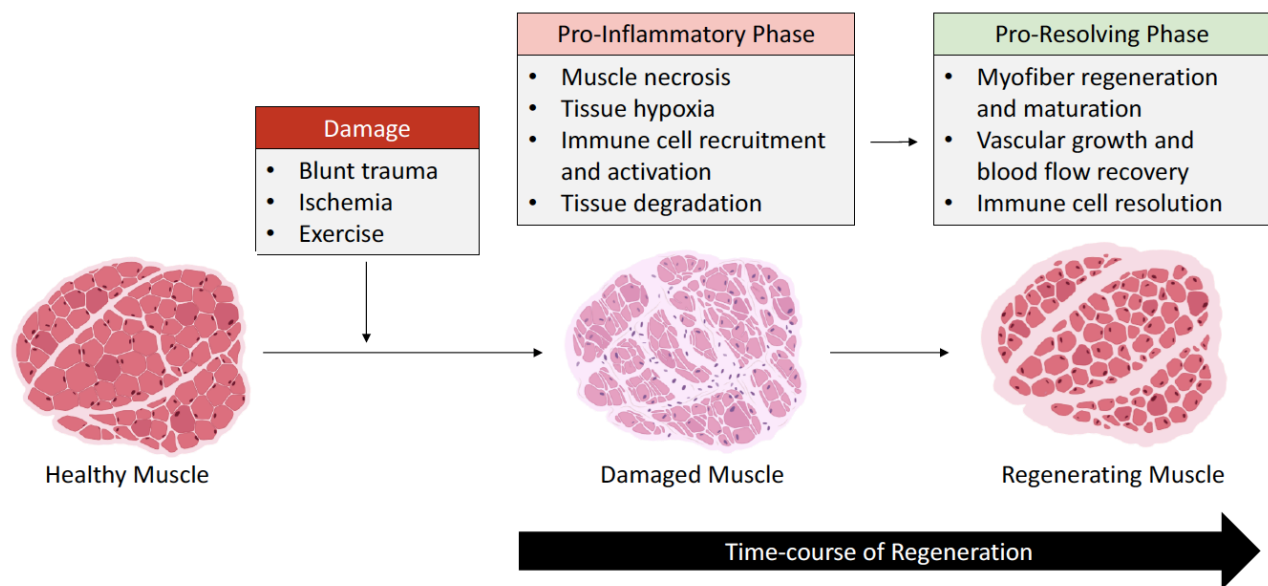 Damage
• Blunt trauma
• Ischemia
• Exercise
Pro-Inflammatory Phase
• Muscle necrosis
• Tissue hypoxia
• Immune cell recruitment
and activation
• Tissue degradation
Pro-Resolving Phase
• Myofiber regeneration
and maturation
• Vascular growth and
blood flow recovery
• Immune cell resolution
Healthy Muscle
Damaged Muscle
Regenerating Muscle
Time-course of Regeneration